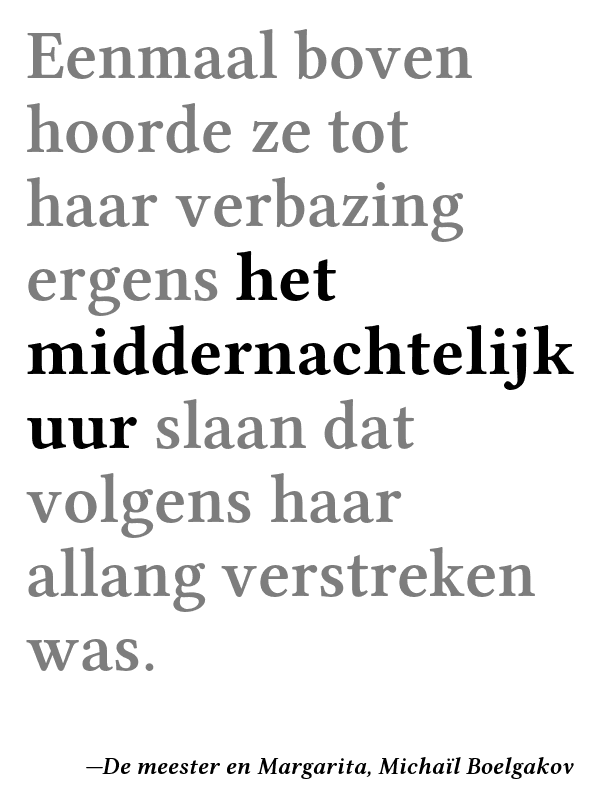 Eenmaal boven
hoorde ze tot
haar verbazing
ergens het
middernachtelijk
uur slaan dat
volgens haar
allang verstreken
was.
—De meester en Margarita, Michaïl Boelgakov